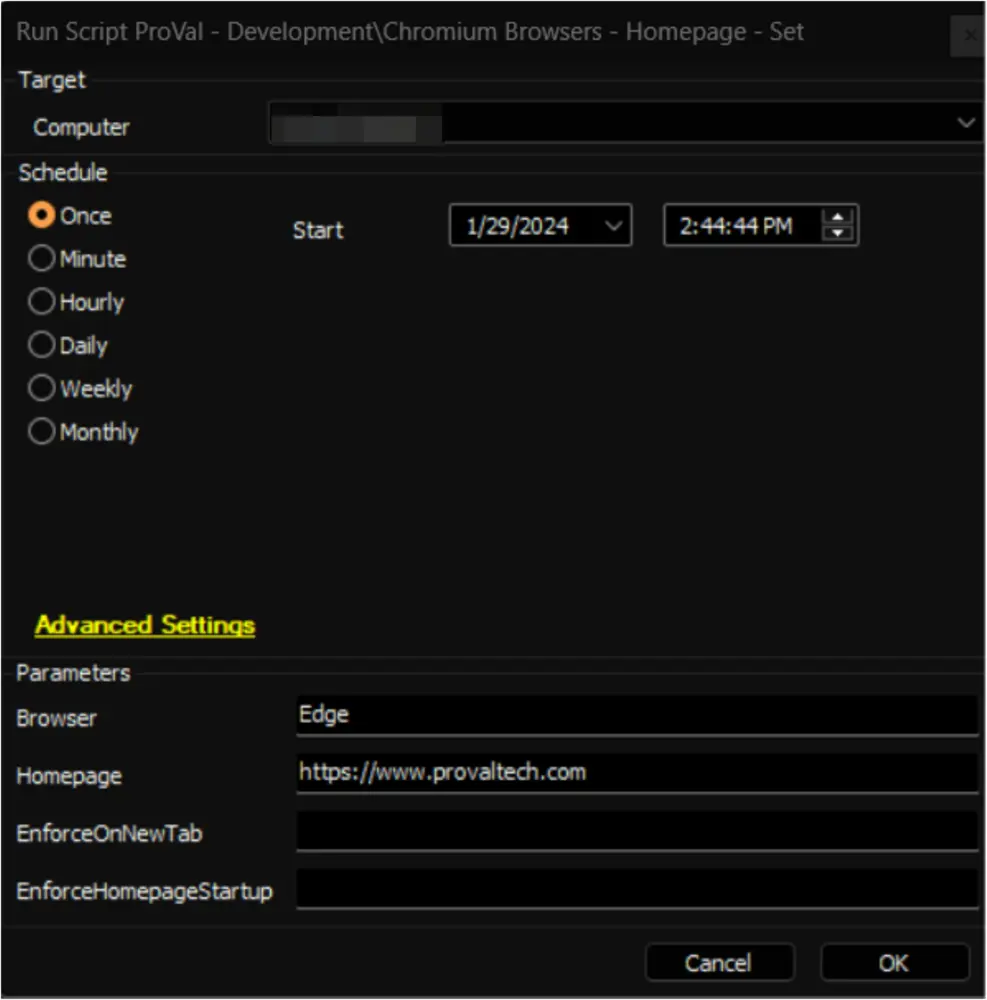 Run Script ProVal - Development\Chromium Browsers - Homepage - Set
Target
Computer
Schedule
Once
Start
1/29/2024
2:44:44 PM
Minute
Hourly
Daily
Weekly
Monthly
Advanced Settings
Parameters
Browser
Edge
Homepage
https://www.provaltech.com
EnforceOnNewTab
EnforceHomepageStartup
Cancel
OK